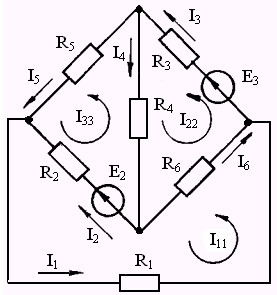 I₃
R₅
I₄
R₃
I₅
E₃
R₄
I₃₃
I₂₂
R₂
E₂
R₆
I₆
I₂
I₁₁
I₁
R₁